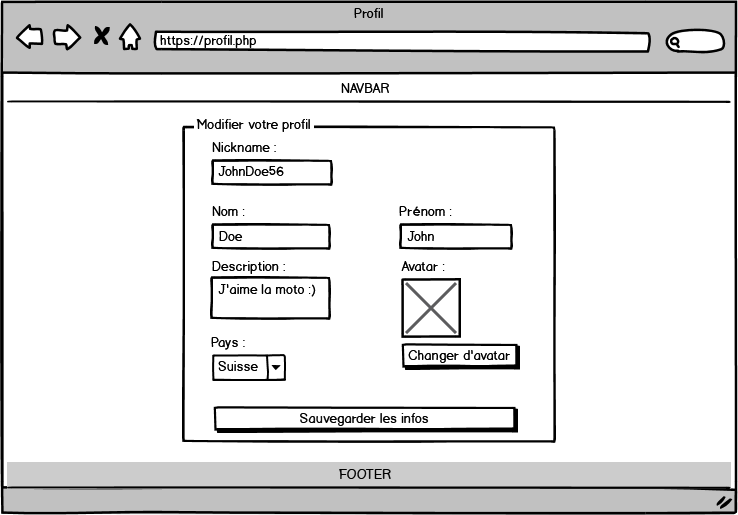 Profil
https://profil.php
NAVBAR
Modifier votre profil
Nickname :
JohnDoe56
Nom :
Prénom :
Doe
John
Description :
Avatar :
J'aime la moto :)
Pays :
Changer d'avatar
Suisse
Sauvegarder les infos
FOOTER